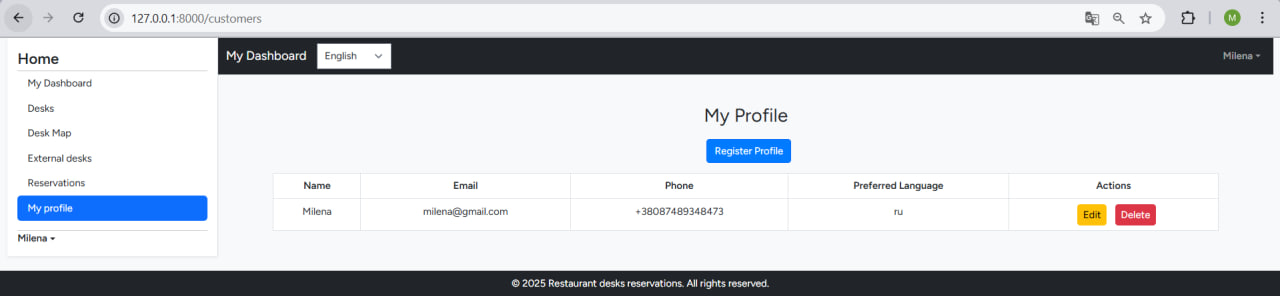 127.0.0.1:8000/customers
M
Home
My Dashboard
Desks
Desk Map
External desks
Reservations
My profile
Milena
My Dashboard English Milena
My Profile
Register Profile
Name Email Phone Preferred Language Actions
Milena milena@gmail.com +38087489348473 ru Edit Delete
© 2025 Restaurant desks reservations. All rights reserved.